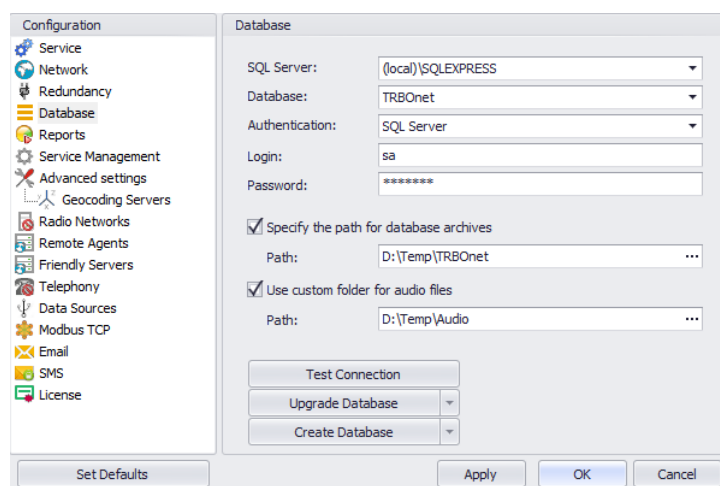 Configuration
Service
Network
Redundancy
Database
Reports
Service Management
Advanced settings
Geocoding Servers
Radio Networks
Remote Agents
Friendly Servers
Telephony
Data Sources
Modbus TCP
Email
SMS
License
Set Defaults
Database
SQL Server: (local)\SQLEXPRESS
Database: TRBOnet
Authentication: SQL Server
Login: sa
Password: *******
Specify the path for database archives
Path: D:\Temp\TRBOnet ...
Use custom folder for audio files
Path: D:\Temp\Audio ...
Test Connection
Upgrade Database
Create Database
Apply OK Cancel